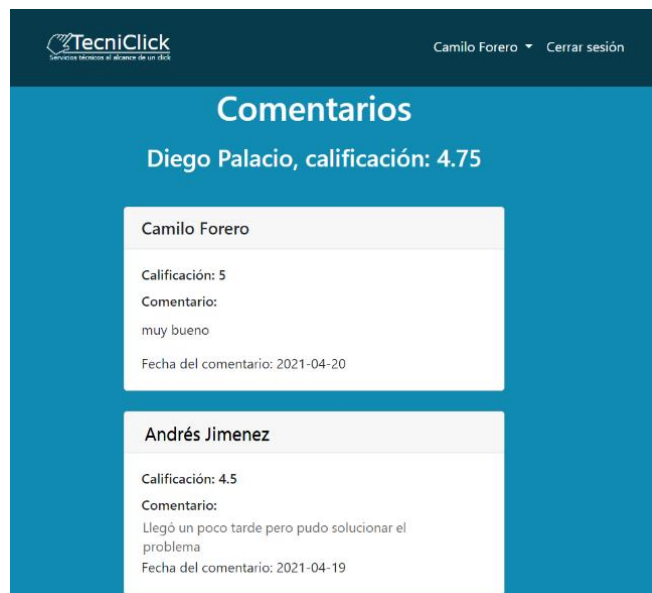 TecniClick
Servicios técnicos al alcance de un click
Camilo Forero Cerrar sesión
Comentarios
Diego Palacio, calificación: 4.75
Camilo Forero
Calificación: 5
Comentario:
muy bueno
Fecha del comentario: 2021-04-20
Andrés Jimenez
Calificación: 4.5
Comentario:
Llegó un poco tarde pero pudo solucionar el
problema
Fecha del comentario: 2021-04-19